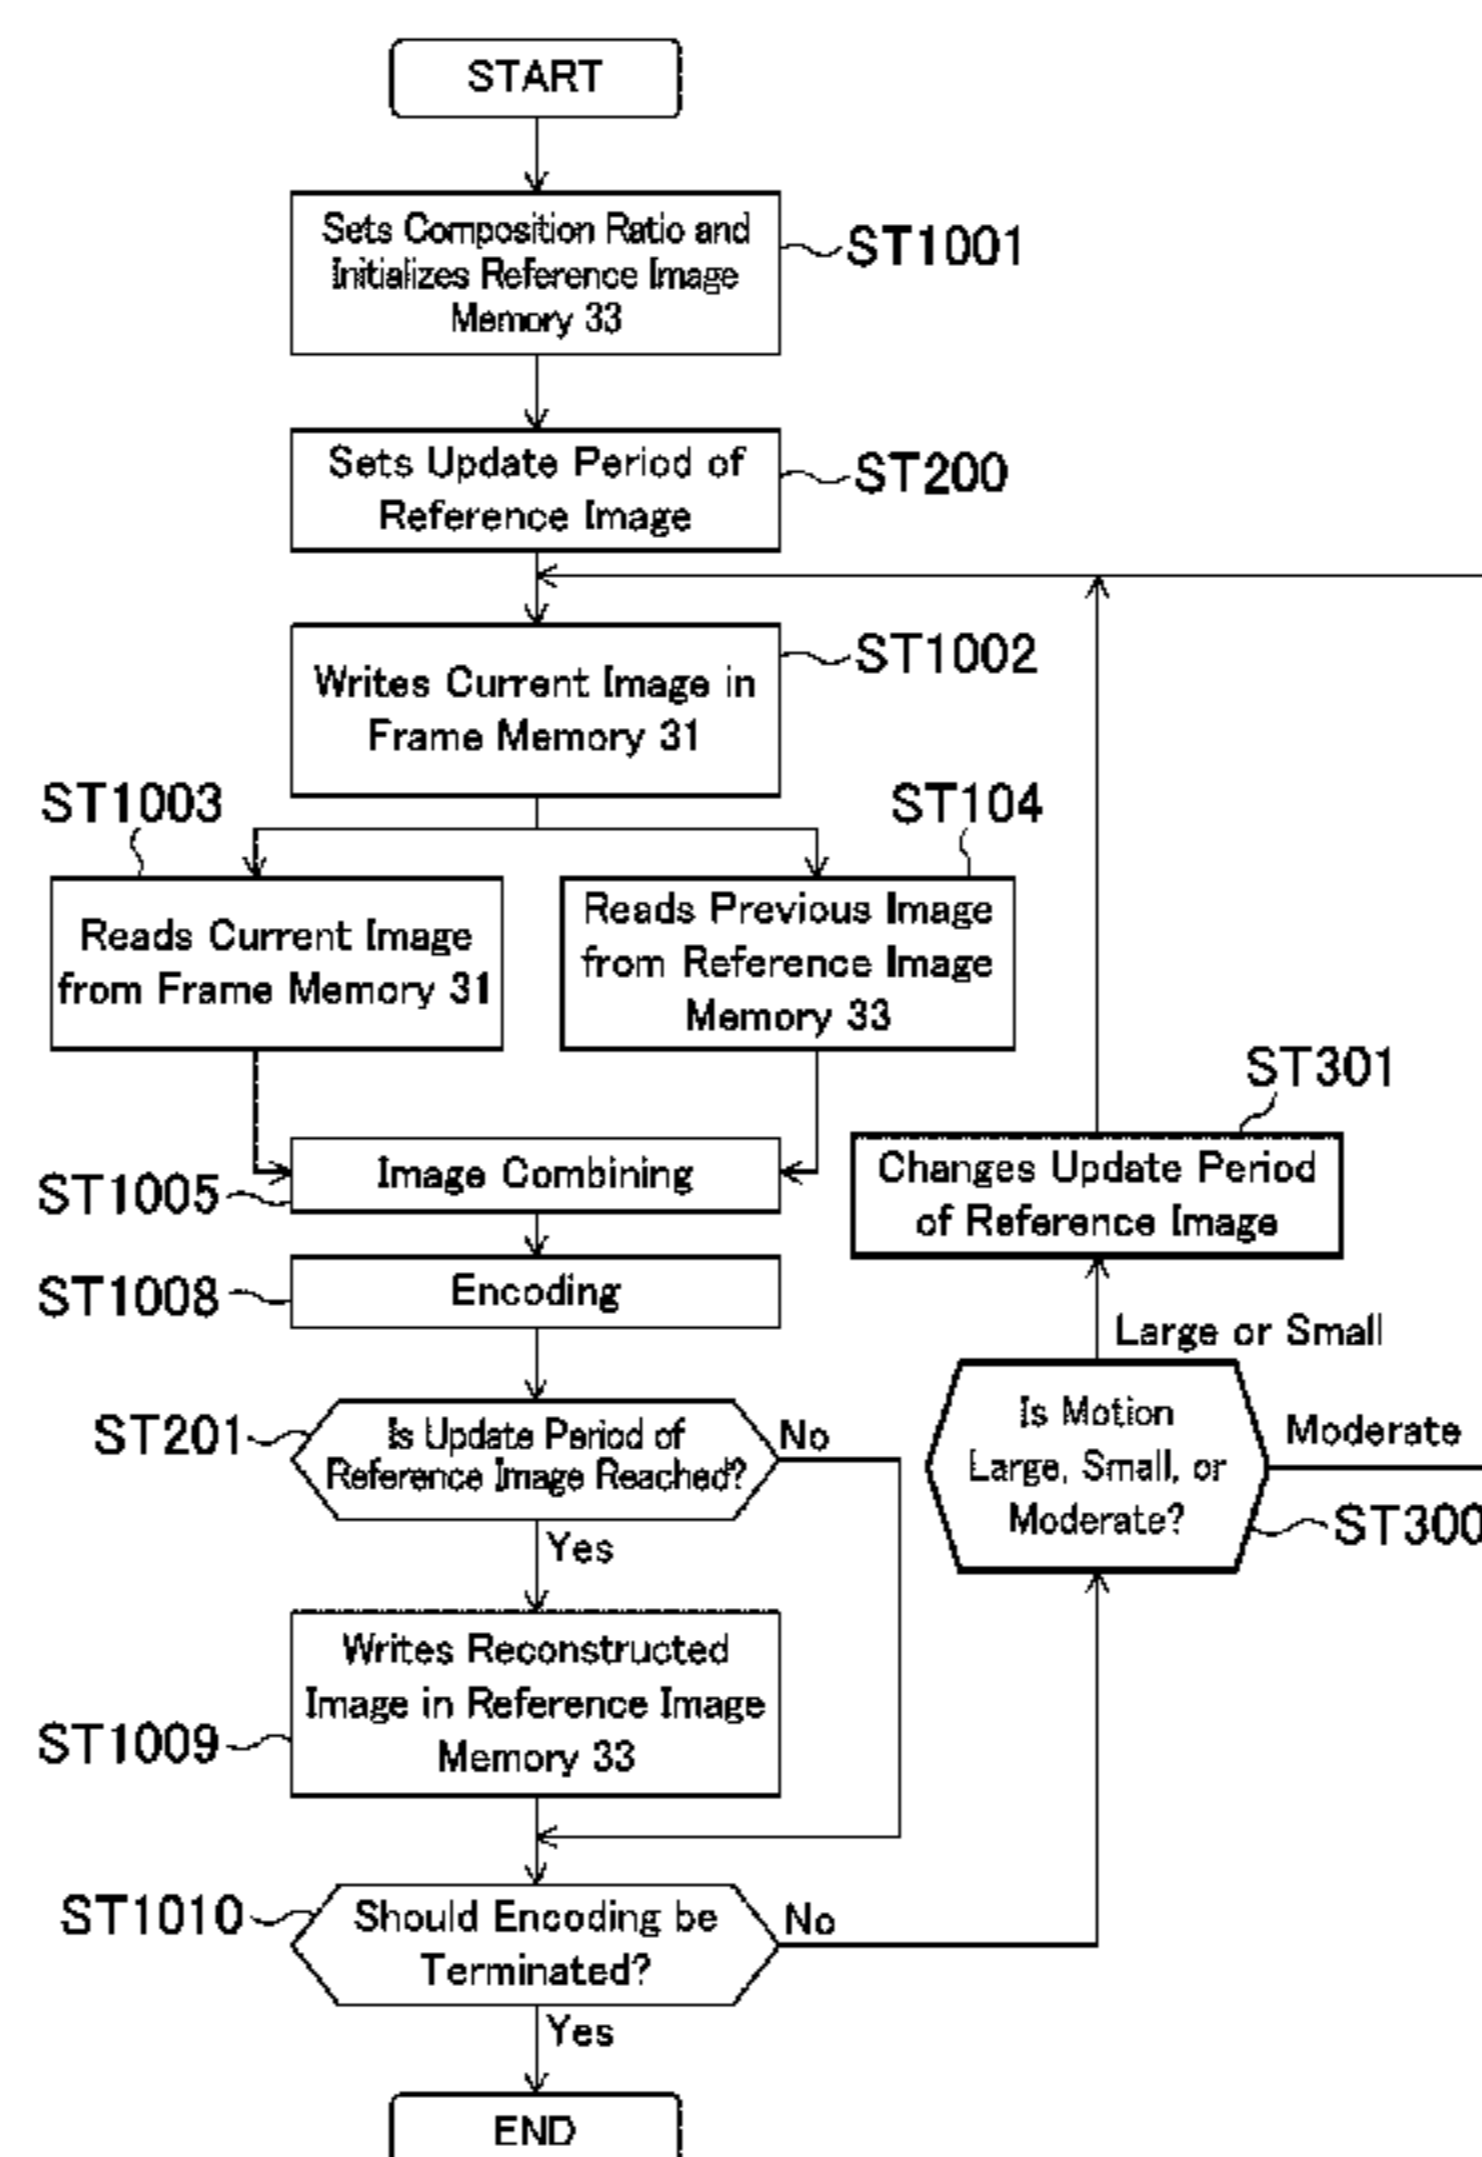 START
Sets Composition Ratio and
Initializes Reference Image
Memory 33
ST1001
Sets Update Period of
Reference Image
ST200
Writes Current Image in
Frame Memory 31
ST1002
ST1003
Reads Current Image
from Frame Memory 31
ST104
Reads Previous Image
from Reference Image
Memory 33
ST1005
Image Combining
ST301
Changes Update Period
of Reference Image
ST1008
Encoding
Large or Small
ST201
Is Update Period of
Reference Image Reached?
No
Yes
Is Motion
Large, Small, or
Moderate?
Moderate
ST300
Writes Reconstructed
Image in Reference Image
Memory 33
ST1009
ST1010
Should Encoding be
Terminated?
No
Yes
END